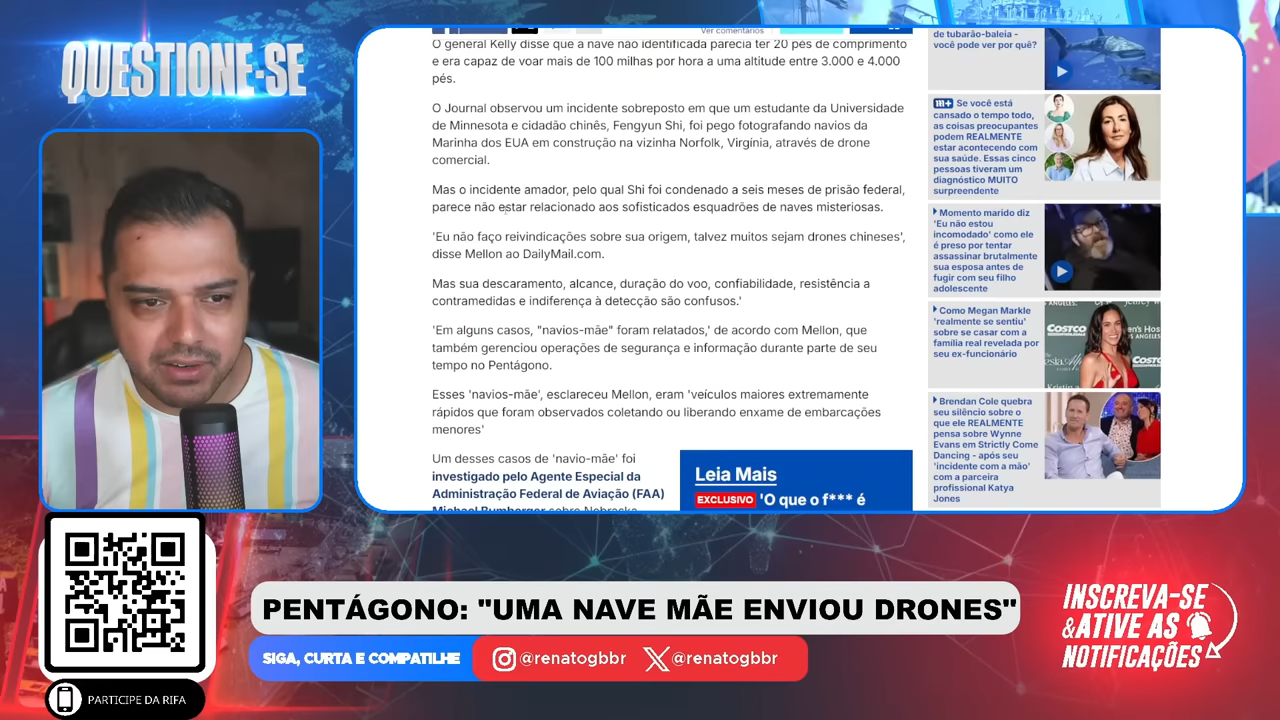 QUESTIONE-SE
Ver comentários
O general Kelly disse que a nave não identificada parecia ter 20 pés de comprimento
e era capaz de voar mais de 100 milhas por hora a uma altitude entre 3.000 e 4.000
pés.
O Journal observou um incidente sobreposto em que um estudante da Universidade
de Minnesota e cidadão chinês, Fengyun Shi, foi pego fotografando navios da
Marinha dos EUA em construção na vizinha Norfolk, Virgínia, através de drone
comercial.
Mas o incidente amador, pelo qual Shi foi condenado a seis meses de prisão federal,
parece não estar relacionado aos sofisticados esquadrões de naves misteriosas.
'Eu não faço reivindicações sobre sua origem, talvez muitos sejam drones chineses',
disse Mellon ao DailyMail.com.
Mas sua descaramento, alcance, duração do voo, confiabilidade, resistência a
contramedidas e indiferença à detecção são confusos.'
'Em alguns casos, "navios-mãe" foram relatados,' de acordo com Mellon, que
também gerenciou operações de segurança e informação durante parte de seu
tempo no Pentágono.
Esses 'navios-mãe', esclareceu Mellon, eram 'veículos maiores extremamente
rápidos que foram observados coletando ou liberando enxame de embarcações
menores'
Um desses casos de 'navio-mãe' foi
investigado pelo Agente Especial da
Administração Federal de Aviação (FAA)
Leia Mais
EXCLUSIVO 'O que o f*** é
de tubarão-baleia -
você pode ver por quê?
m+ Se você está
cansado o tempo todo,
as coisas preocupantes
podem REALMENTE
estar acontecendo com
sua saúde. Essas cinco
pessoas tiveram um
diagnóstico MUITO
surpreendente
Momento marido diz
'Eu não estou
incomodado' como ele
é preso por tentar
assassinar brutalmente
sua esposa antes de
fugir com seu filho
adolescente
Como Megan Markle
'realmente se sentiu'
sobre se casar com a
família real revelada por
seu ex-funcionário
COSTCO
Brendan Cole quebra
seu silêncio sobre o
que ele REALMENTE
pensa sobre Wynne
Evans em Strictly Come
Dancing - após seu
'incidente com a mão'
com a parceira
profissional Katya
Jones
PENTÁGONO: "UMA NAVE MÃE ENVIOU DRONES"
SIGA, CURTA E COMPATILHE
@renatogbbr
@renatogbbr
INSCREVA-SE
&ATIVE AS
NOTIFICAÇÕES
PARTICIPE DA RIFA